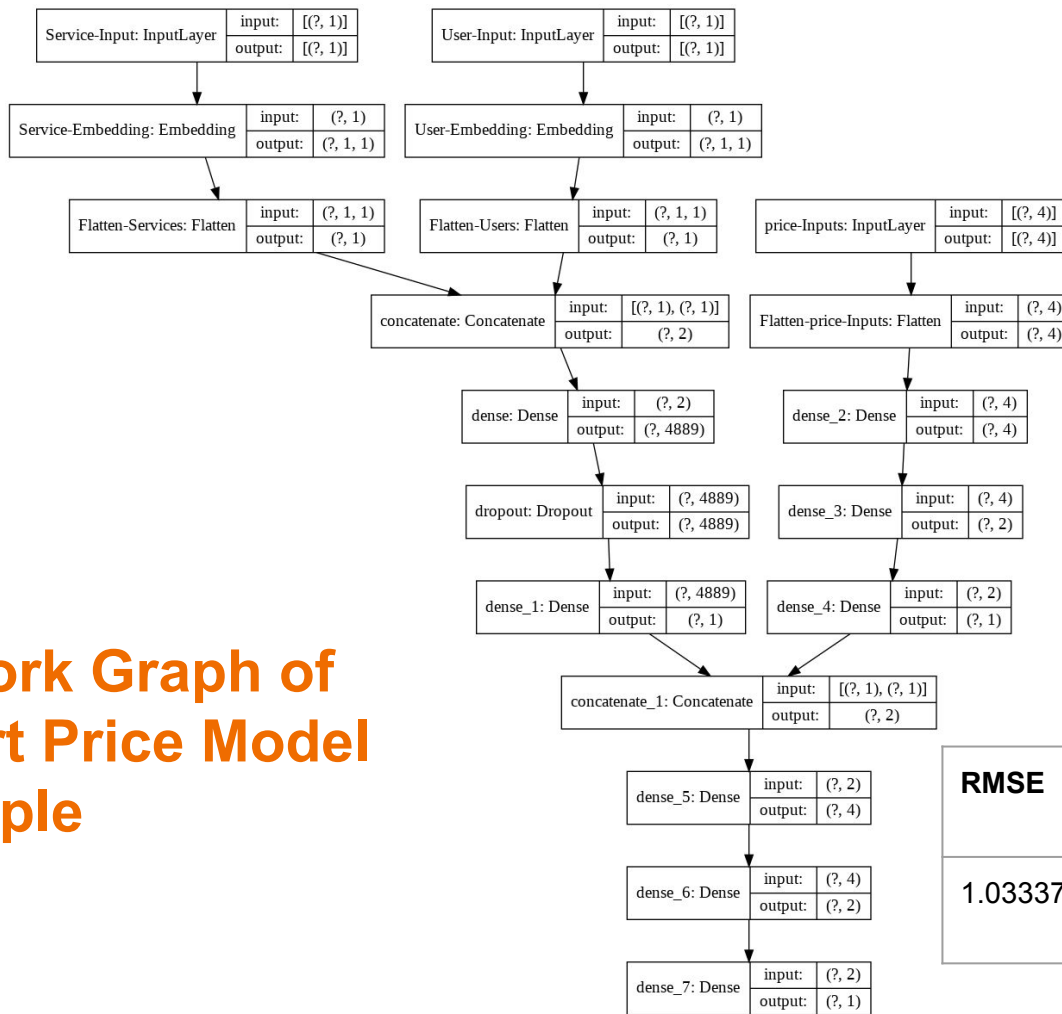 Service-Input: InputLayer
input: [(?, 1)]
output: [(?, 1)]
User-Input: InputLayer
input: [(?, 1)]
output: [(?, 1)]
Service-Embedding: Embedding
input: (?, 1)
output: (?, 1, 1)
User-Embedding: Embedding
input: (?, 1)
output: (?, 1, 1)
Flatten-Services: Flatten
input: (?, 1, 1)
output: (?, 1)
Flatten-Users: Flatten
input: (?, 1, 1)
output: (?, 1)
price-Inputs: InputLayer
input: [(?, 4)]
output: [(?, 4)]
concatenate: Concatenate
input: [(?, 1), (?, 1)]
output: (?, 2)
Flatten-price-Inputs: Flatten
input: (?, 4)
output: (?, 4)
dense: Dense
input: (?, 2)
output: (?, 4889)
dense_2: Dense
input: (?, 4)
output: (?, 4)
dropout: Dropout
input: (?, 4889)
output: (?, 4889)
dense_3: Dense
input: (?, 4)
output: (?, 2)
dense_1: Dense
input: (?, 4889)
output: (?, 1)
dense_4: Dense
input: (?, 2)
output: (?, 1)
ork Graph of
rt Price Model
ple
concatenate_1: Concatenate
input: [(?, 1), (?, 1)]
output: (?, 2)
dense_5: Dense
input: (?, 2)
output: (?, 4)
RMSE
1.03337
dense_6: Dense
input: (?, 4)
output: (?, 2)
dense_7: Dense
input: (?, 2)
output: (?, 1)